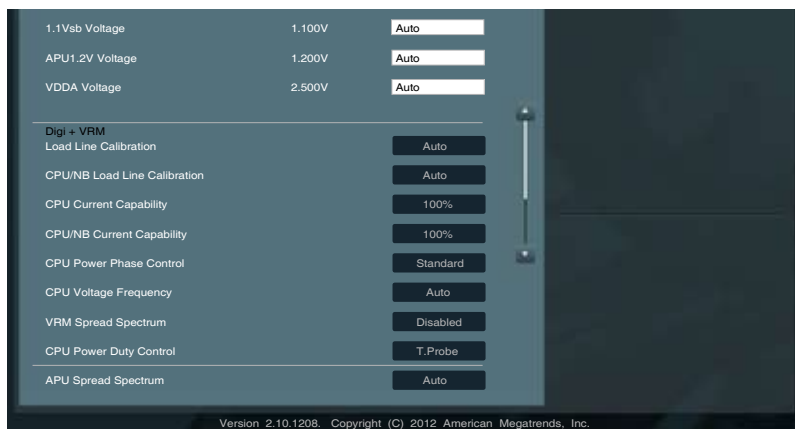 1.1Vsb Voltage 1.100V Auto
APU1.2V Voltage 1.200V Auto
VDDA Voltage 2.500V Auto
Digi + VRM
Load Line Calibration Auto
CPU/NB Load Line Calibration Auto
CPU Current Capability 100%
CPU/NB Current Capability 100%
CPU Power Phase Control Standard
CPU Voltage Frequency Auto
VRM Spread Spectrum Disabled
CPU Power Duty Control T.Probe
APU Spread Spectrum Auto
Version 2.10.1208. Copyright (C) 2012 American Megatrends, Inc.